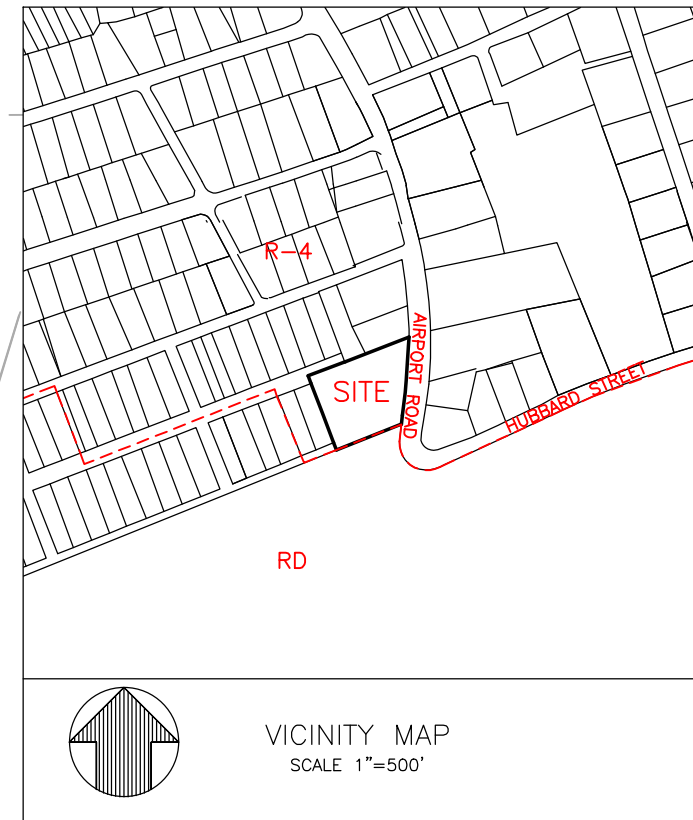 R-4
AIRPORT ROAD
SITE
HUBBARD STREET
RD
VICINITY MAP
SCALE 1"=500'